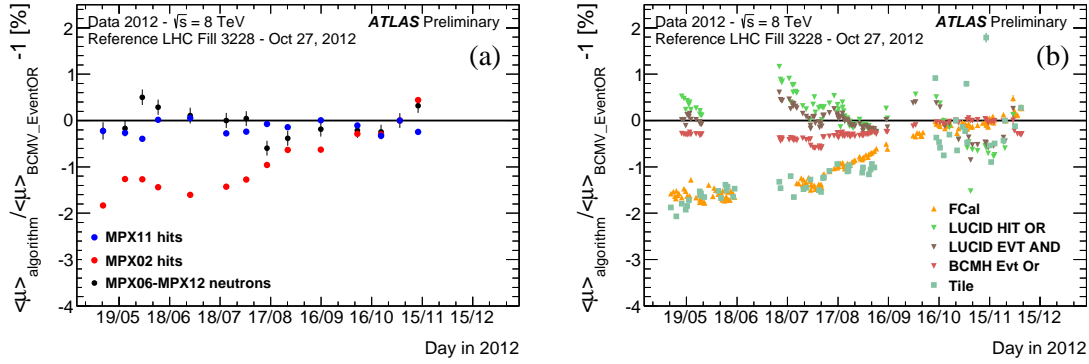 <μ>algorithm/<μ>BCMV_EventOR -1 [%]
Data 2012 - √s = 8 TeV
ATLAS Preliminary
Reference LHC Fill 3228 - Oct 27, 2012
(a)
2
1
0
-1
-2
-3
-4
MPX11 hits
MPX02 hits
MPX06-MPX12 neutrons
19/05 18/06 18/07 17/08 16/09 16/10 15/11 15/12
Day in 2012
<μ>algorithm/<μ>BCMV_EventOR -1 [%]
Data 2012 - √s = 8 TeV
ATLAS Preliminary
Reference LHC Fill 3228 - Oct 27, 2012
(b)
2
1
0
-1
-2
-3
-4
FCal
LUCID HIT OR
LUCID EVT AND
BCMH Evt Or
Tile
19/05 18/06 18/07 17/08 16/09 16/10 15/11 15/12
Day in 2012